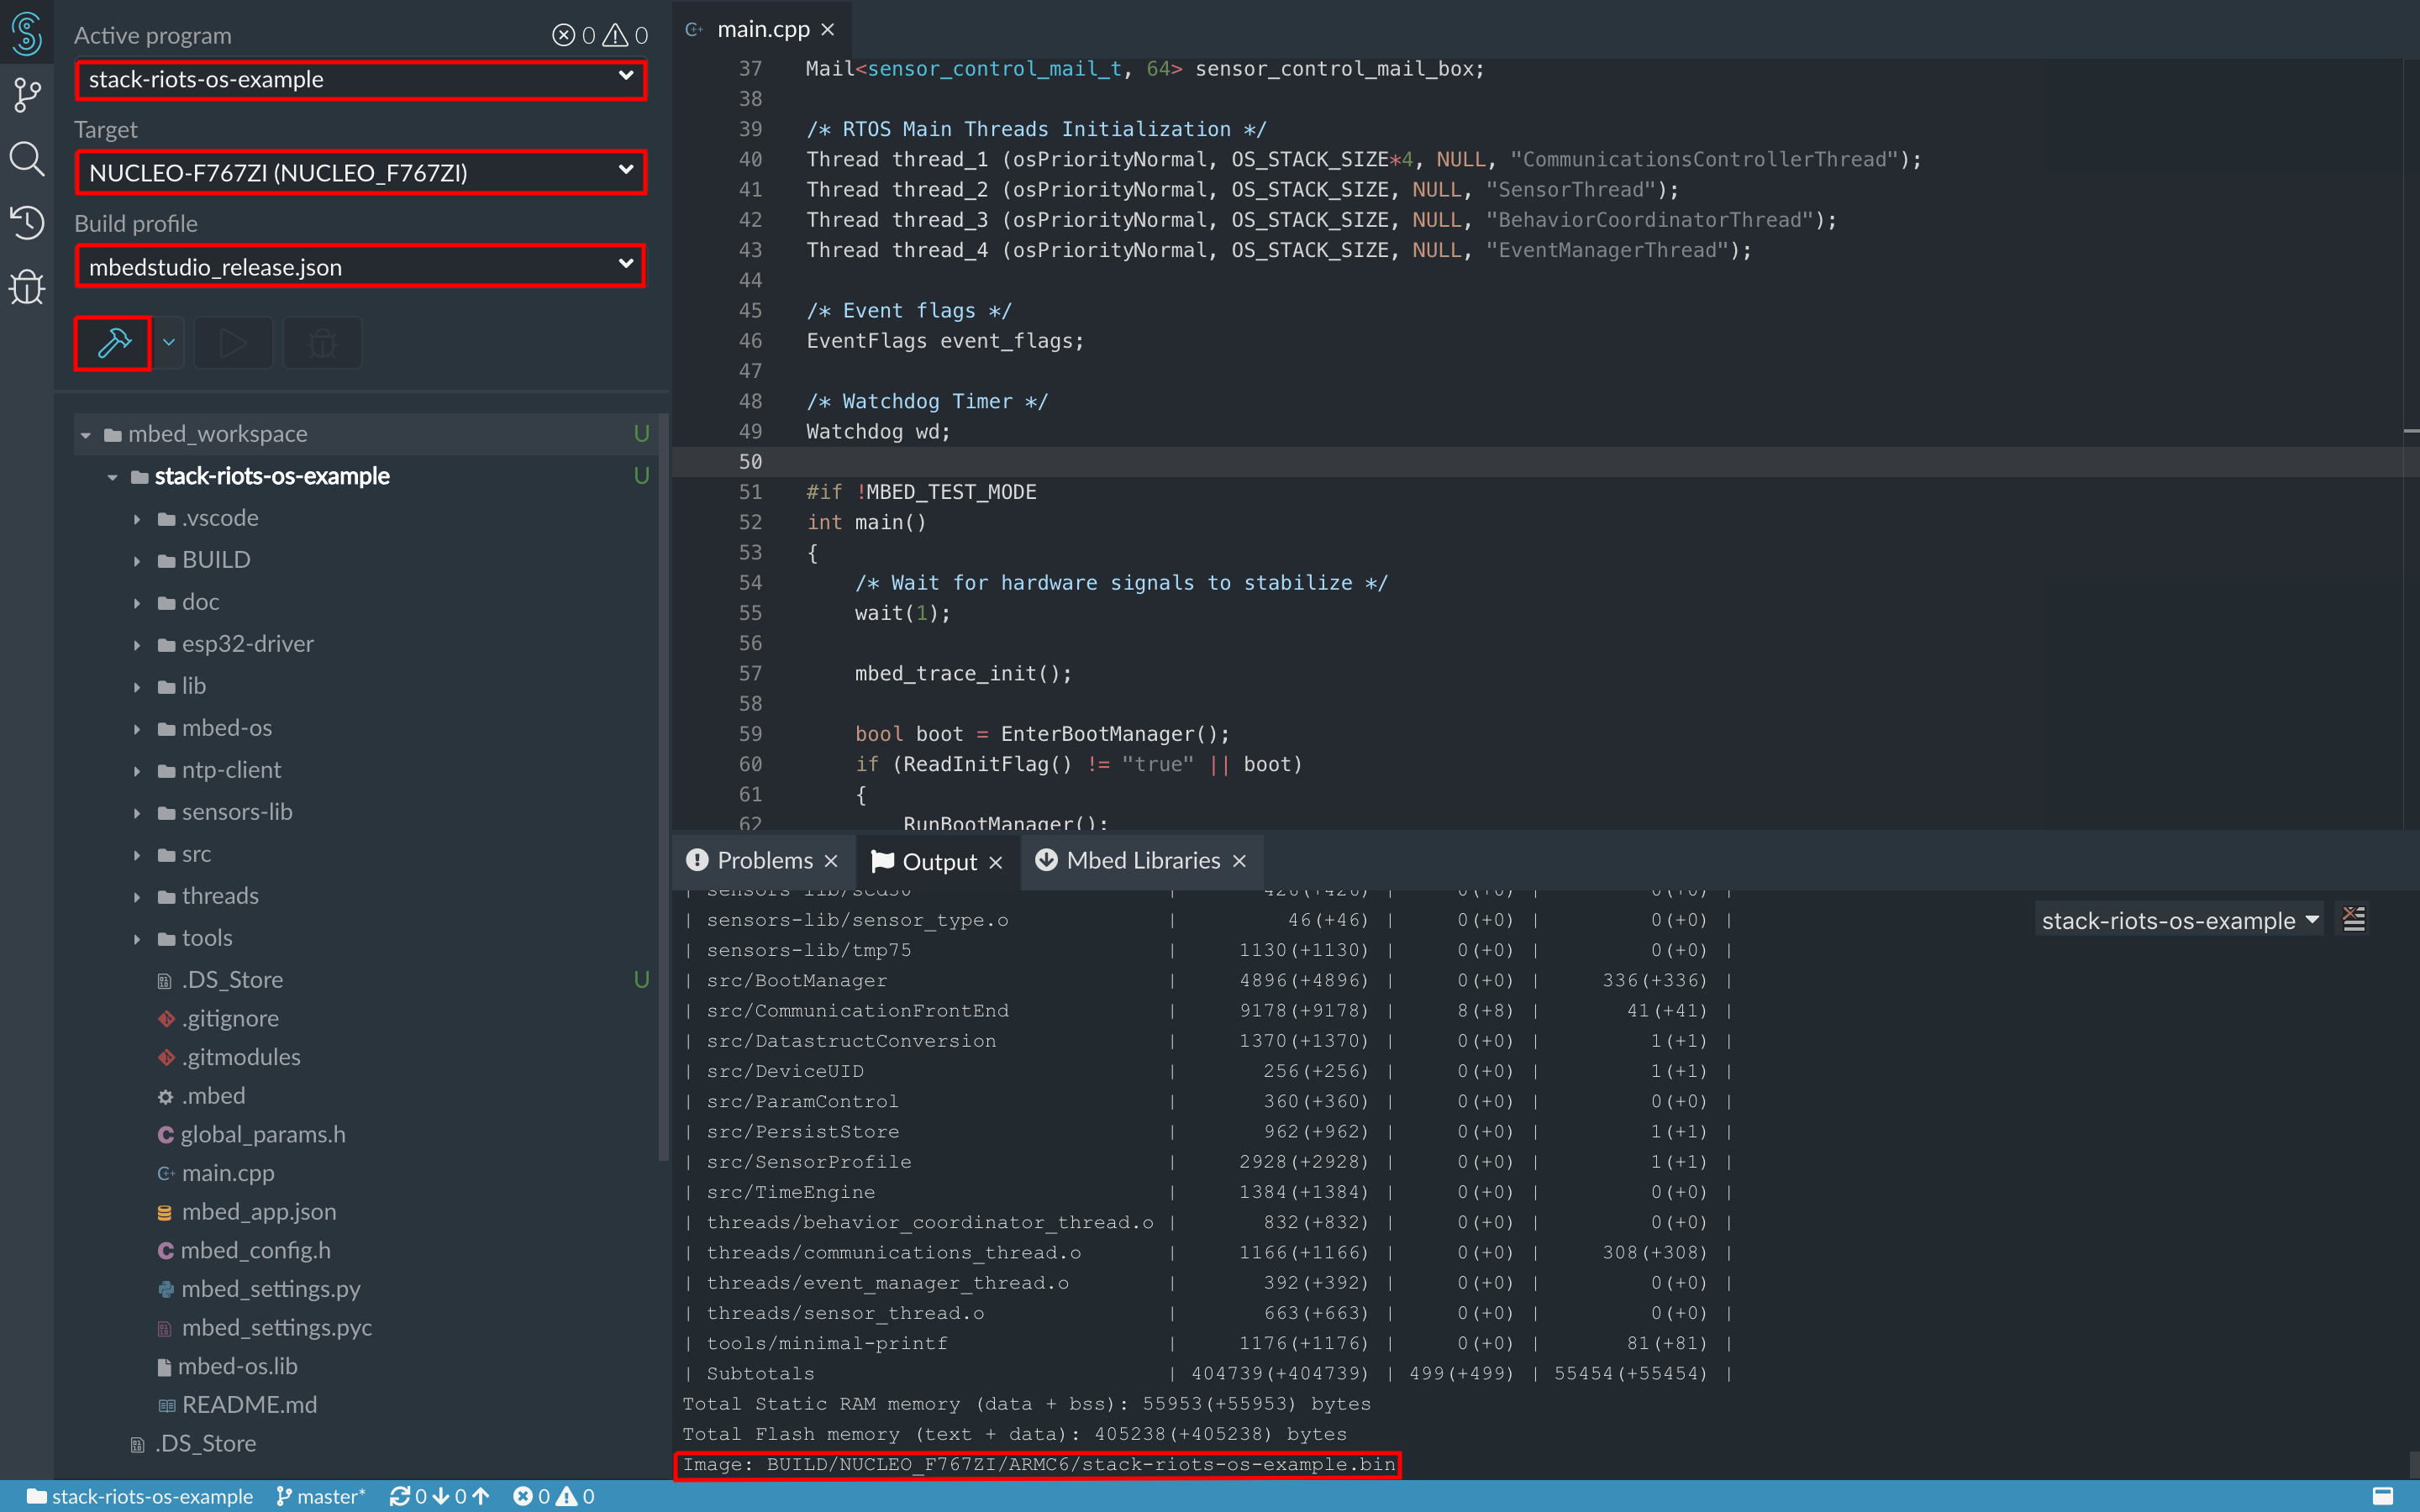 Active program
0 0
stack-riots-os-example
Target
NUCLEO-F767ZI (NUCLEO_F767ZI)
Build profile
mbedstudio_release.json
mbed_workspace U
stack-riots-os-example U
.vscode
BUILD
doc
esp32-driver
lib
mbed-os
ntp-client
sensors-lib
src
threads
tools
.DS_Store U
.gitignore
.gitmodules
.mbed
global_params.h
main.cpp
mbed_app.json
mbed_config.h
mbed_settings.py
mbed_settings.pyc
mbed-os.lib
README.md
.DS_Store
main.cpp
37 Mail<sensor_control_mail_t, 64> sensor_control_mail_box;
38
39 /* RTOS Main Threads Initialization */
40 Thread thread_1 (osPriorityNormal, OS_STACK_SIZE*4, NULL, "CommunicationsControllerThread");
41 Thread thread_2 (osPriorityNormal, OS_STACK_SIZE, NULL, "SensorThread");
42 Thread thread_3 (osPriorityNormal, OS_STACK_SIZE, NULL, "BehaviorCoordinatorThread");
43 Thread thread_4 (osPriorityNormal, OS_STACK_SIZE, NULL, "EventManagerThread");
44
45 /* Event flags */
46 EventFlags event_flags;
47
48 /* Watchdog Timer */
49 Watchdog wd;
50
51 #if !MBED_TEST_MODE
52 int main()
53 {
54 /* Wait for hardware signals to stabilize */
55 wait(1);
56
57 mbed_trace_init();
58
59 bool boot = EnterBootManager();
60 if (ReadInitFlag() != "true" || boot)
61 {
62 RunBootManager();
Problems Output Mbed Libraries
stack-riots-os-example
| sensors-lib/scd30 | 426(+426) | 0(+0) | 0(+0) |
| sensors-lib/sensor_type.o | 46(+46) | 0(+0) | 0(+0) |
| sensors-lib/tmp75 | 1130(+1130) | 0(+0) | 0(+0) |
| src/BootManager | 4896(+4896) | 0(+0) | 336(+336) |
| src/CommunicationFrontEnd | 9178(+9178) | 8(+8) | 41(+41) |
| src/DatastructConversion | 1370(+1370) | 0(+0) | 1(+1) |
| src/DeviceUID | 256(+256) | 0(+0) | 1(+1) |
| src/ParamControl | 360(+360) | 0(+0) | 0(+0) |
| src/PersistStore | 962(+962) | 0(+0) | 1(+1) |
| src/SensorProfile | 2928(+2928) | 0(+0) | 1(+1) |
| src/TimeEngine | 1384(+1384) | 0(+0) | 0(+0) |
| threads/behavior_coordinator_thread.o | 832(+832) | 0(+0) | 0(+0) |
| threads/communications_thread.o | 1166(+1166) | 0(+0) | 308(+308) |
| threads/event_manager_thread.o | 392(+392) | 0(+0) | 0(+0) |
| threads/sensor_thread.o | 663(+663) | 0(+0) | 0(+0) |
| tools/minimal-printf | 1176(+1176) | 0(+0) | 81(+81) |
| Subtotals | 404739(+404739) | 499(+499) | 55454(+55454) |
Total Static RAM memory (data + bss): 55953(+55953) bytes
Total Flash memory (text + data): 405238(+405238) bytes
Image: BUILD/NUCLEO_F767ZI/ARMC6/stack-riots-os-example.bin
stack-riots-os-example master* 0 0 0 0